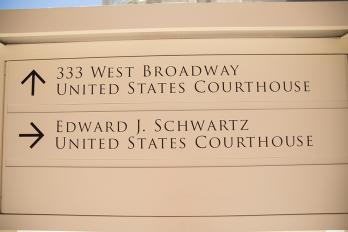 333 West Broadway
United States Courthouse
Edward J. Schwartz
United States Courthouse